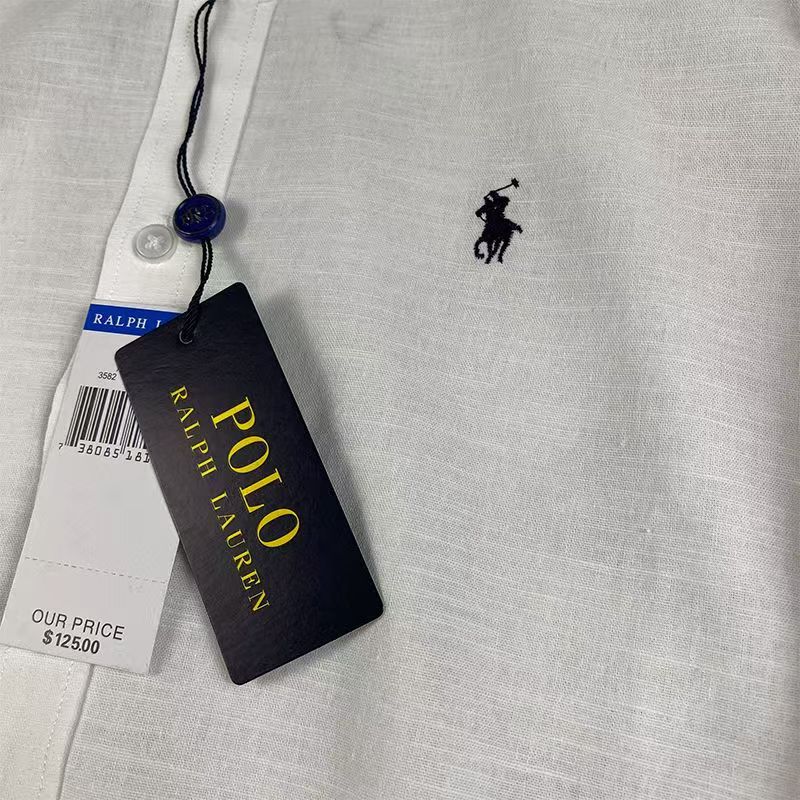 RALPH L
3582
7 38085 181
OUR PRICE
$125.00
POLO
RALPH LAUREN